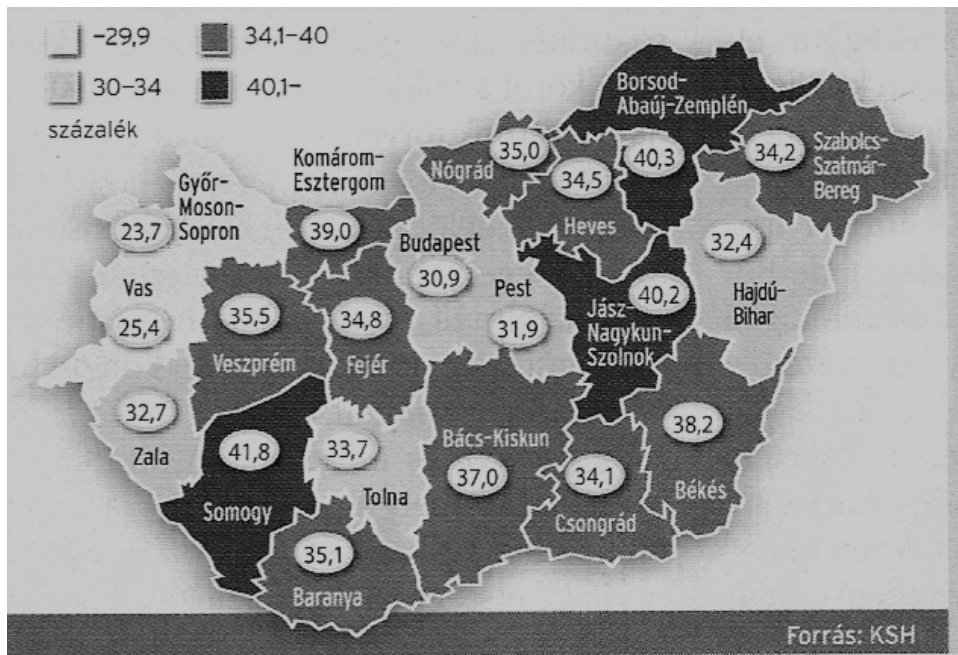 -29,9
34,1-40
30-34
40,1-
százalék
Borsod-
Abaúj-Zemplén
40,3
Szabolcs-
Szatmár-
Bereg
34,2
Nógrád
35,0
Heves
34,5
Komárom-
Esztergom
39,0
Győr-
Moson-
Sopron
23,7
Vas
25,4
Veszprém
35,5
Fejér
34,8
Budapest
30,9
Pest
31,9
Jász-
Nagykun-
Szolnok
40,2
Hajdú-
Bihar
32,4
Zala
32,7
Somogy
41,8
Tolna
33,7
Bács-Kiskun
37,0
Csongrád
34,1
Békés
38,2
Baranya
35,1
Forrás: KSH